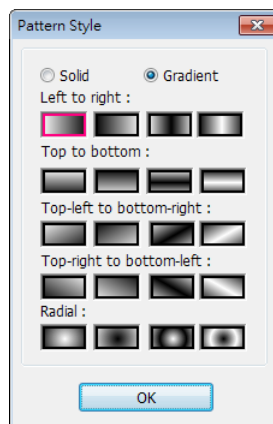 Pattern Style
Solid Gradient
Left to right :
Top to bottom :
Top-left to bottom-right :
Top-right to bottom-left :
Radial :
OK